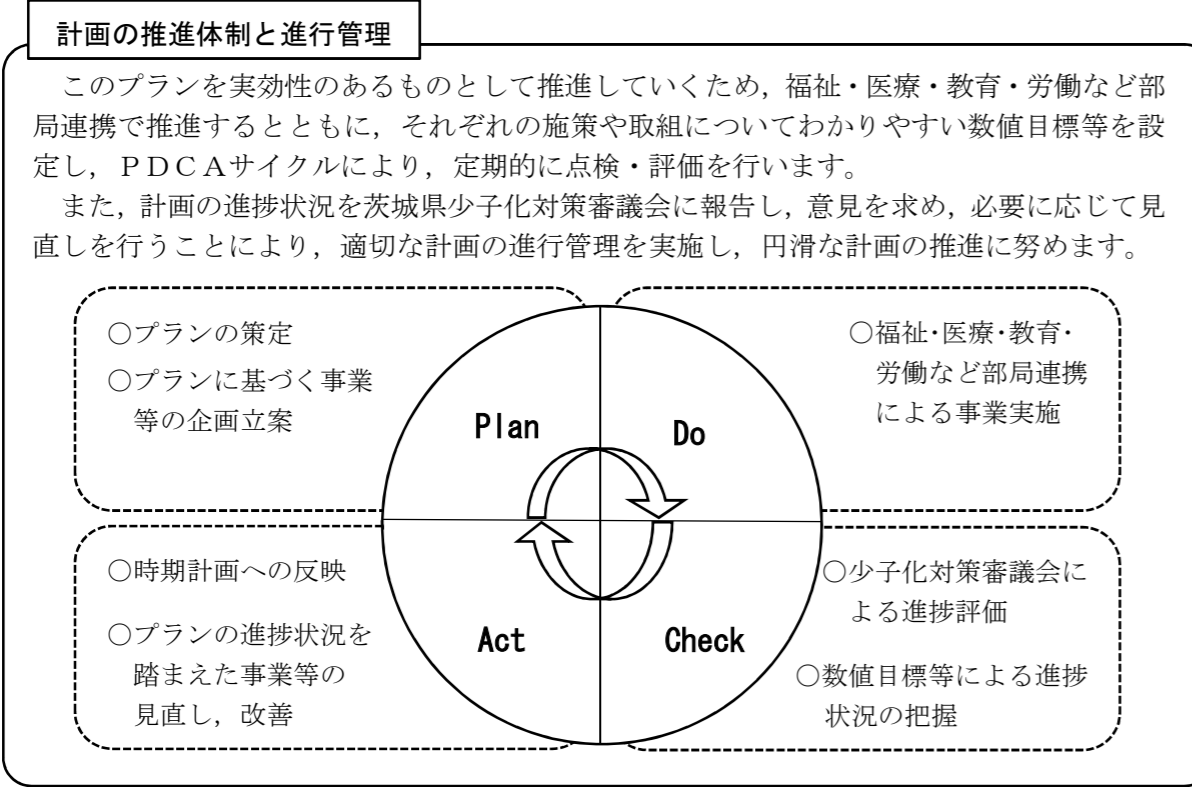 計画の推進体制と進行管理
このプランを実効性のあるものとして推進していくため，福祉・医療・教育・労働など部
局連携で推進するとともに，それぞれの施策や取組についてわかりやすい数値目標等を設
定し，ＰＤＣＡサイクルにより，定期的に点検・評価を行います。
また，計画の進捗状況を茨城県少子化対策審議会に報告し，意見を求め，必要に応じて見
直しを行うことにより，適切な計画の進行管理を実施し，円滑な計画の推進に努めます。
○プランの策定
○プランに基づく事業
等の企画立案
Plan
Do
○福祉・医療・教育・
労働など部局連携
による事業実施
○時期計画への反映
○プランの進捗状況を
踏まえた事業等の
見直し，改善
Act
Check
○少子化対策審議会に
よる進捗評価
○数値目標等による進捗
状況の把握